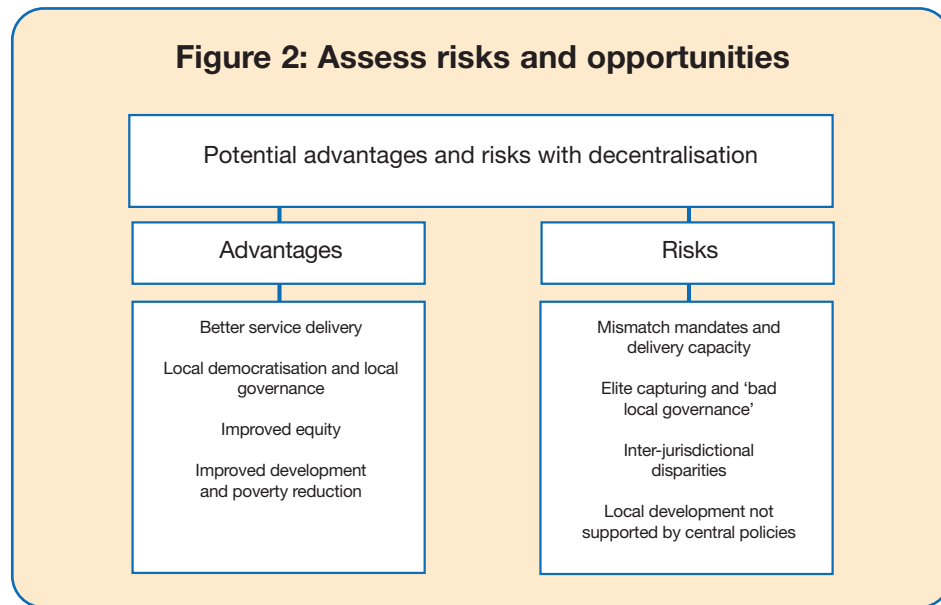 Figure 2: Assess risks and opportunities
Potential advantages and risks with decentralisation
Advantages
Better service delivery
Local democratisation and local
governance
Improved equity
Improved development
and poverty reduction
Risks
Mismatch mandates and
delivery capacity
Elite capturing and ‘bad
local governance’
Inter-jurisdictional
disparities
Local development not
supported by central policies